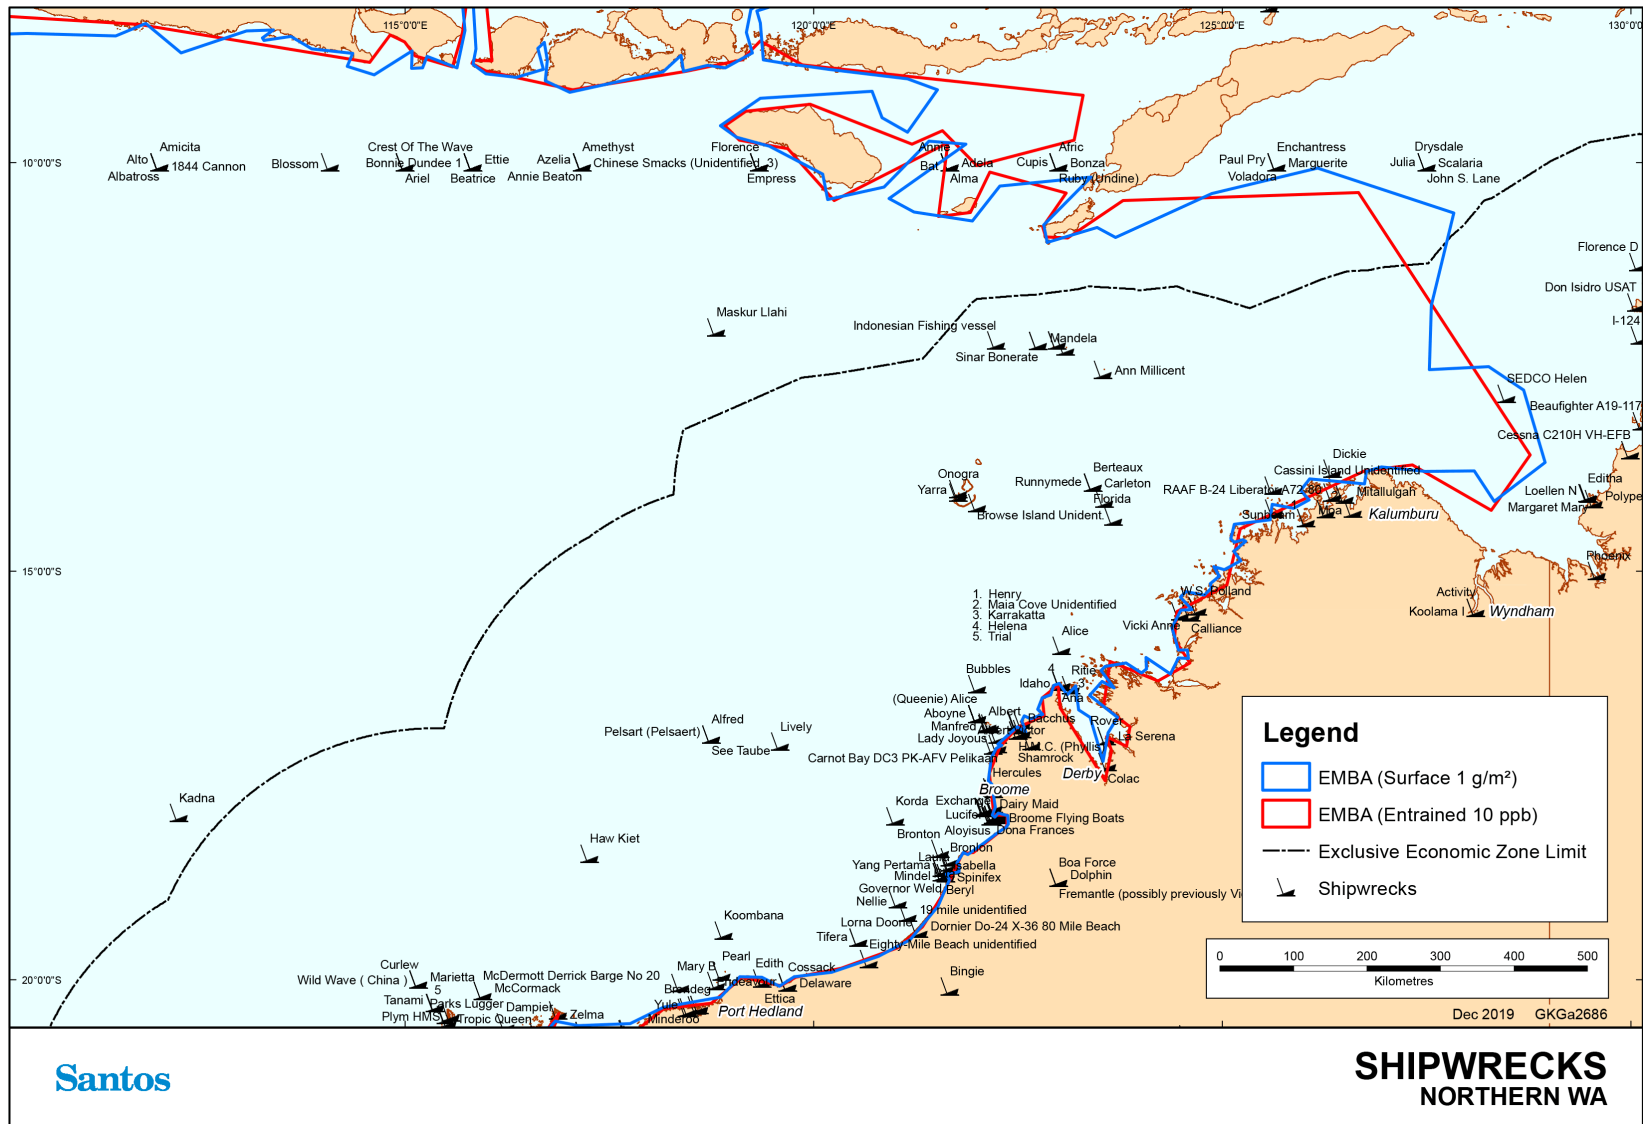 115°0'0"E
120°0'0"E
125°0'0"E
130°0'0"
10°0'0"S
Amicita
Alto
1844 Cannon
Albatross
Blossom
Crest Of The Wave
Bonnie Dundee 1
Ettie
Ariel
Beatrice
Amethyst
Azelia
Chinese Smacks (Unidentified, 3)
Annie Beaton
Florence
Empress
Annie
Bat
Adela
Alma
Afric
Cupis
Bonza
Ruby (Undine)
Enchantress
Paul Pry
Marguerite
Voladora
Drysdale
Julia
Scalaria
John S. Lane
Florence D
Don Isidro USAT
I-124
Maskur Llahi
Indonesian Fishing vessel
Mandela
Sinar Bonerate
Ann Millicent
SEDCO Helen
Beaufighter A19-117
Cessna C210H VH-EFB
Dickie
Cassini Island Unidentified
RAAF B-24 Liberator A72-80
Mitallulgah
Sunbeam
Kalumburu
Onogra
Yarra
Browse Island Unident.
Berteaux
Runnymede
Carleton
Florida
Editha
Loellen N
Polype
Margaret Mary
Phoenix
15°0'0"S
Activity
Koolama I
Wyndham
1. Henry
2. Maia Cove Unidentified
3. Karrakatta
4. Helena
5. Trial
W.S. Rolland
Vicki Anne
Calliance
Alice
Bubbles
4
Ritie
Idaho
3
Ana
(Queenie) Alice
Aboyne
Albert
Bacchus
Manfred
Lady Joyous
Rover
La Serena
H.M.C. (Phyllis)
Carnot Bay DC3 PK-AFV Pelikaan
Shamrock
Hercules
Derby
Colac
Broome
Pelsart (Pelsaert)
Alfred
See Taube
Lively
Kadna
Korda
Exchange
Dairy Maid
Lucifer
Broome Flying Boats
Aloyisus
Dona Frances
Haw Kiet
Bronton
Bronlon
Yang Pertama
Mindel
Spinifex
Governor Weld
Beryl
Nellie
19 mile unidentified
Boa Force
Dolphin
Fremantle (possibly previously
Koombana
Lorna Doone
Dornier Do-24 X-36 80 Mile Beach
Tifera
Eighty-Mile Beach unidentified
Bingie
20°0'0"S
Curlew
Wild Wave ( China )
Marietta
5
McDermott Derrick Barge No 20
McCormack
Mary B
Pearl
Edith
Cossack
Endeavour
Delaware
Ettica
Tanami
Parks Lugger
Dampier
Plym HMS
Tropic Queen
Zelma
Yule
Minderoo
Port Hedland
Legend
EMBA (Surface 1 g/m²)
EMBA (Entrained 10 ppb)
Exclusive Economic Zone Limit
Shipwrecks
0 100 200 300 400 500
Kilometres
Dec 2019 GKGa2686
Santos
SHIPWRECKS
NORTHERN WA